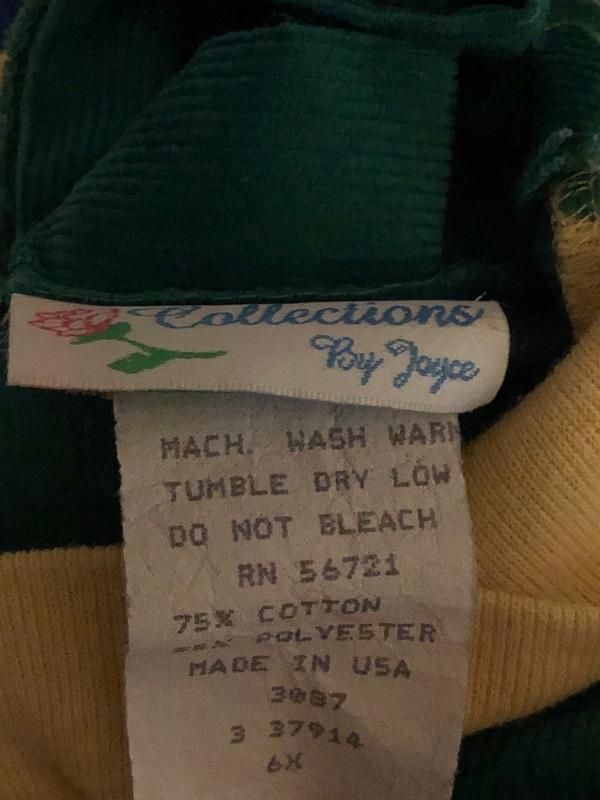 Collections
By Joyce
MACH. WASH WARM
TUMBLE DRY LOW
DO NOT BLEACH
RN 56721
75% COTTON
POLYESTER
MADE IN USA
3087
3 37914
6X